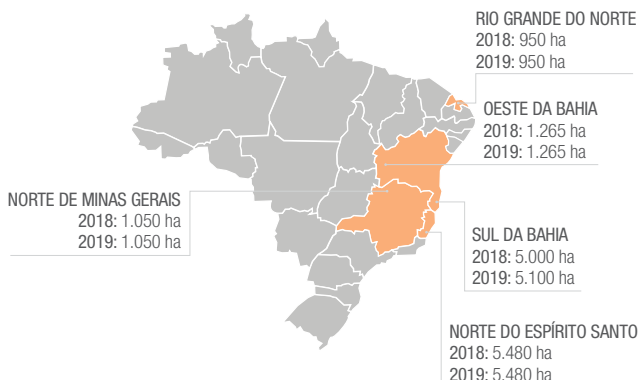 RIO GRANDE DO NORTE
2018: 950 ha
2019: 950 ha
OESTE DA BAHIA
2018: 1.265 ha
2019: 1.265 ha
NORTE DE MINAS GERAIS
2018: 1.050 ha
2019: 1.050 ha
SUL DA BAHIA
2018: 5.000 ha
2019: 5.100 ha
NORTE DO ESPÍRITO SANTO
2018: 5.480 ha
2019: 5.480 ha